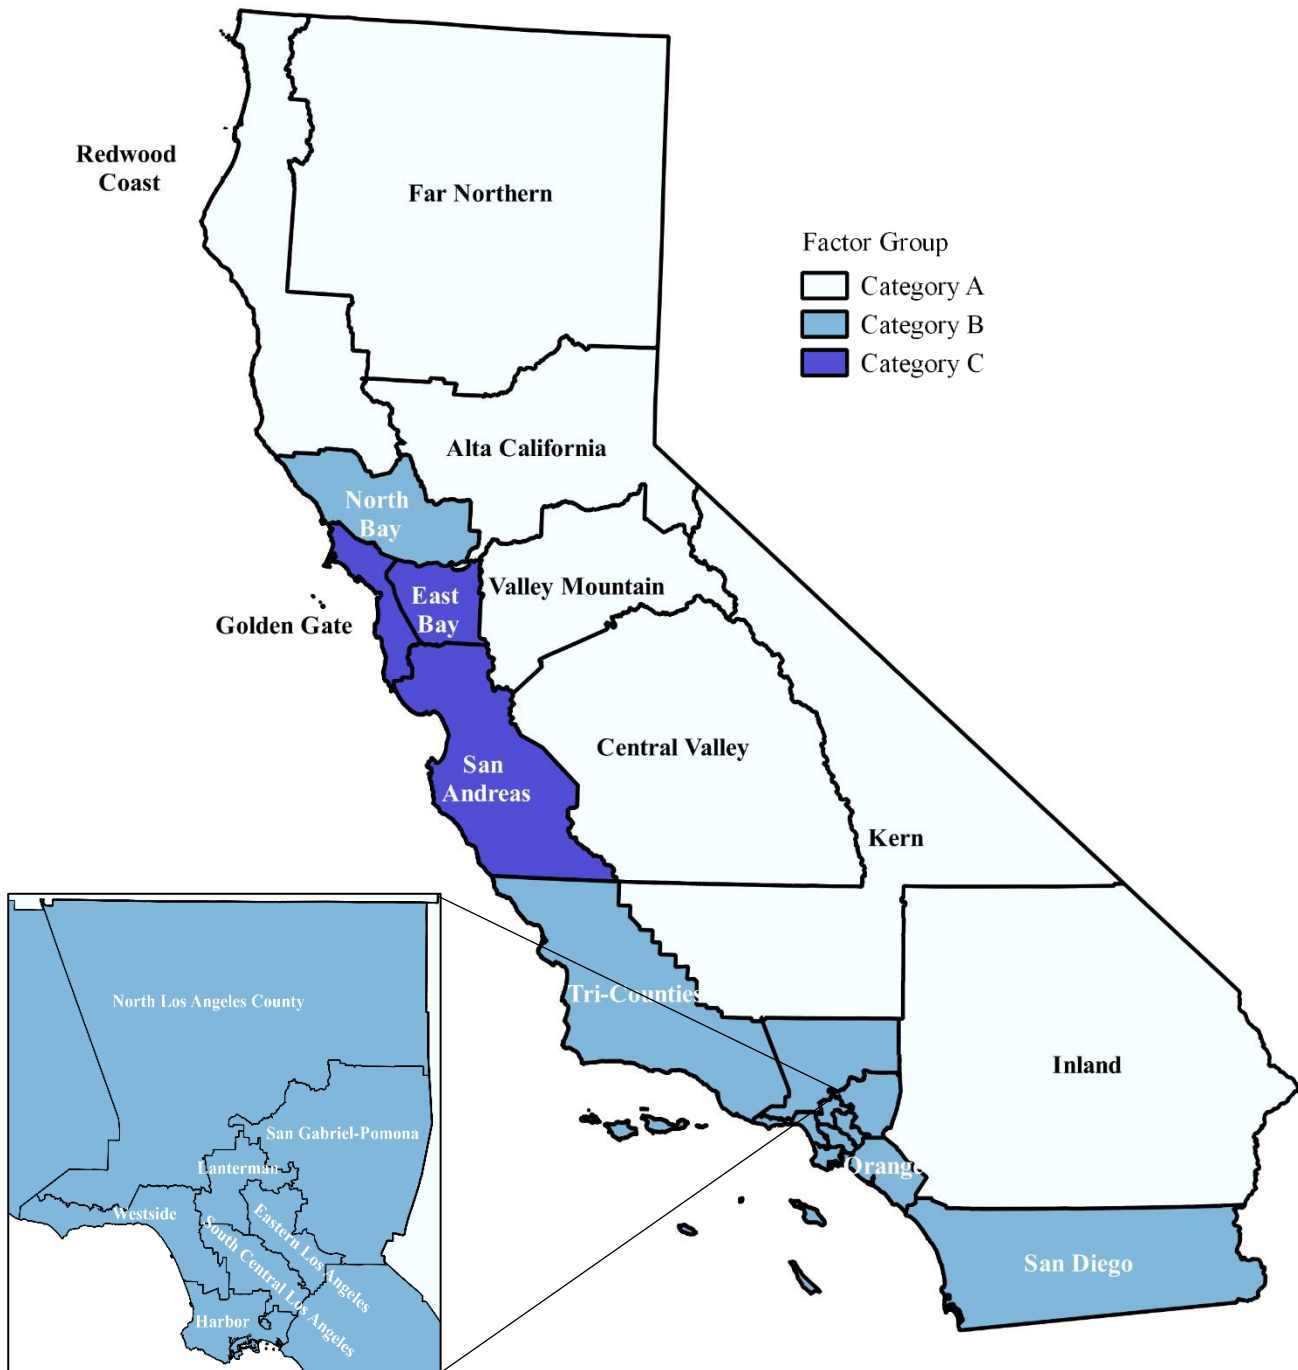 Redwood
Coast
Far Northern
Factor Group
Category A
Category B
Category C
Alta California
North
Bay
Valley Mountain
East
Bay
Golden Gate
Central Valley
San
Andreas
Kern
Tri-Counties
Inland
Orange
San Diego
North Los Angeles County
San Gabriel-Pomona
Lanterman
Westside
Eastern Los Angeles
South Central Los Angeles
Harbor